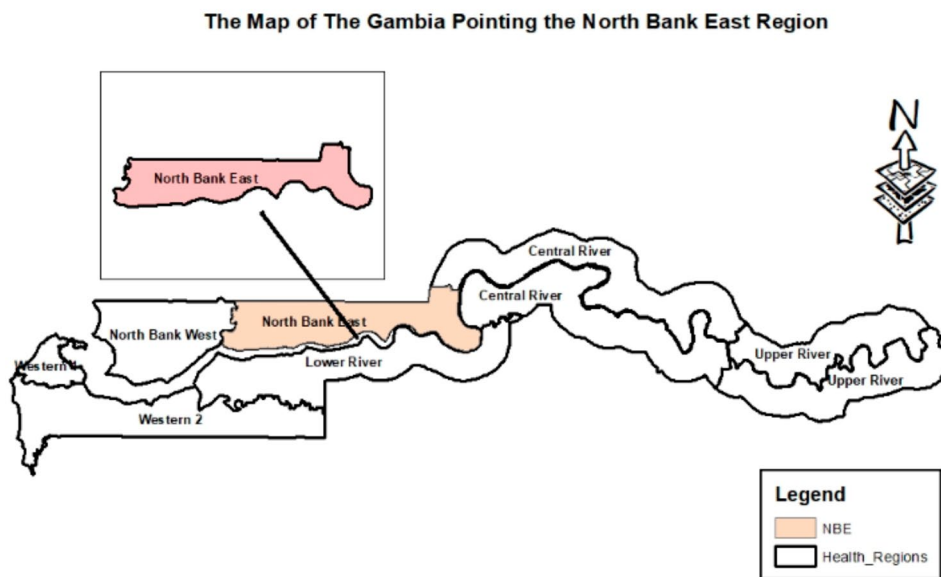 The Map of The Gambia Pointing the North Bank East Region
N
North Bank East
Central River
Central River
North Bank West
North Bank East
Lower River
Western
Western 2
Upper River
Upper River
Legend
NBE
Health_Regions